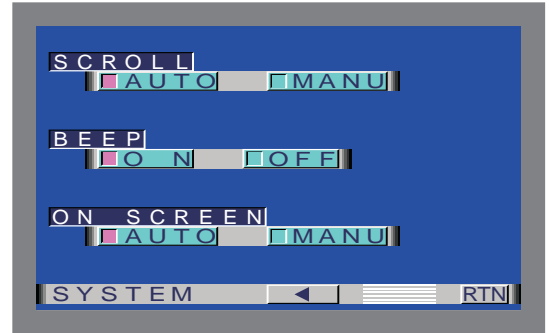 SCROLL
AUTO MANU
BEEP
ON OFF
ON SCREEN
AUTO MANU
SYSTEM ◀ RTN